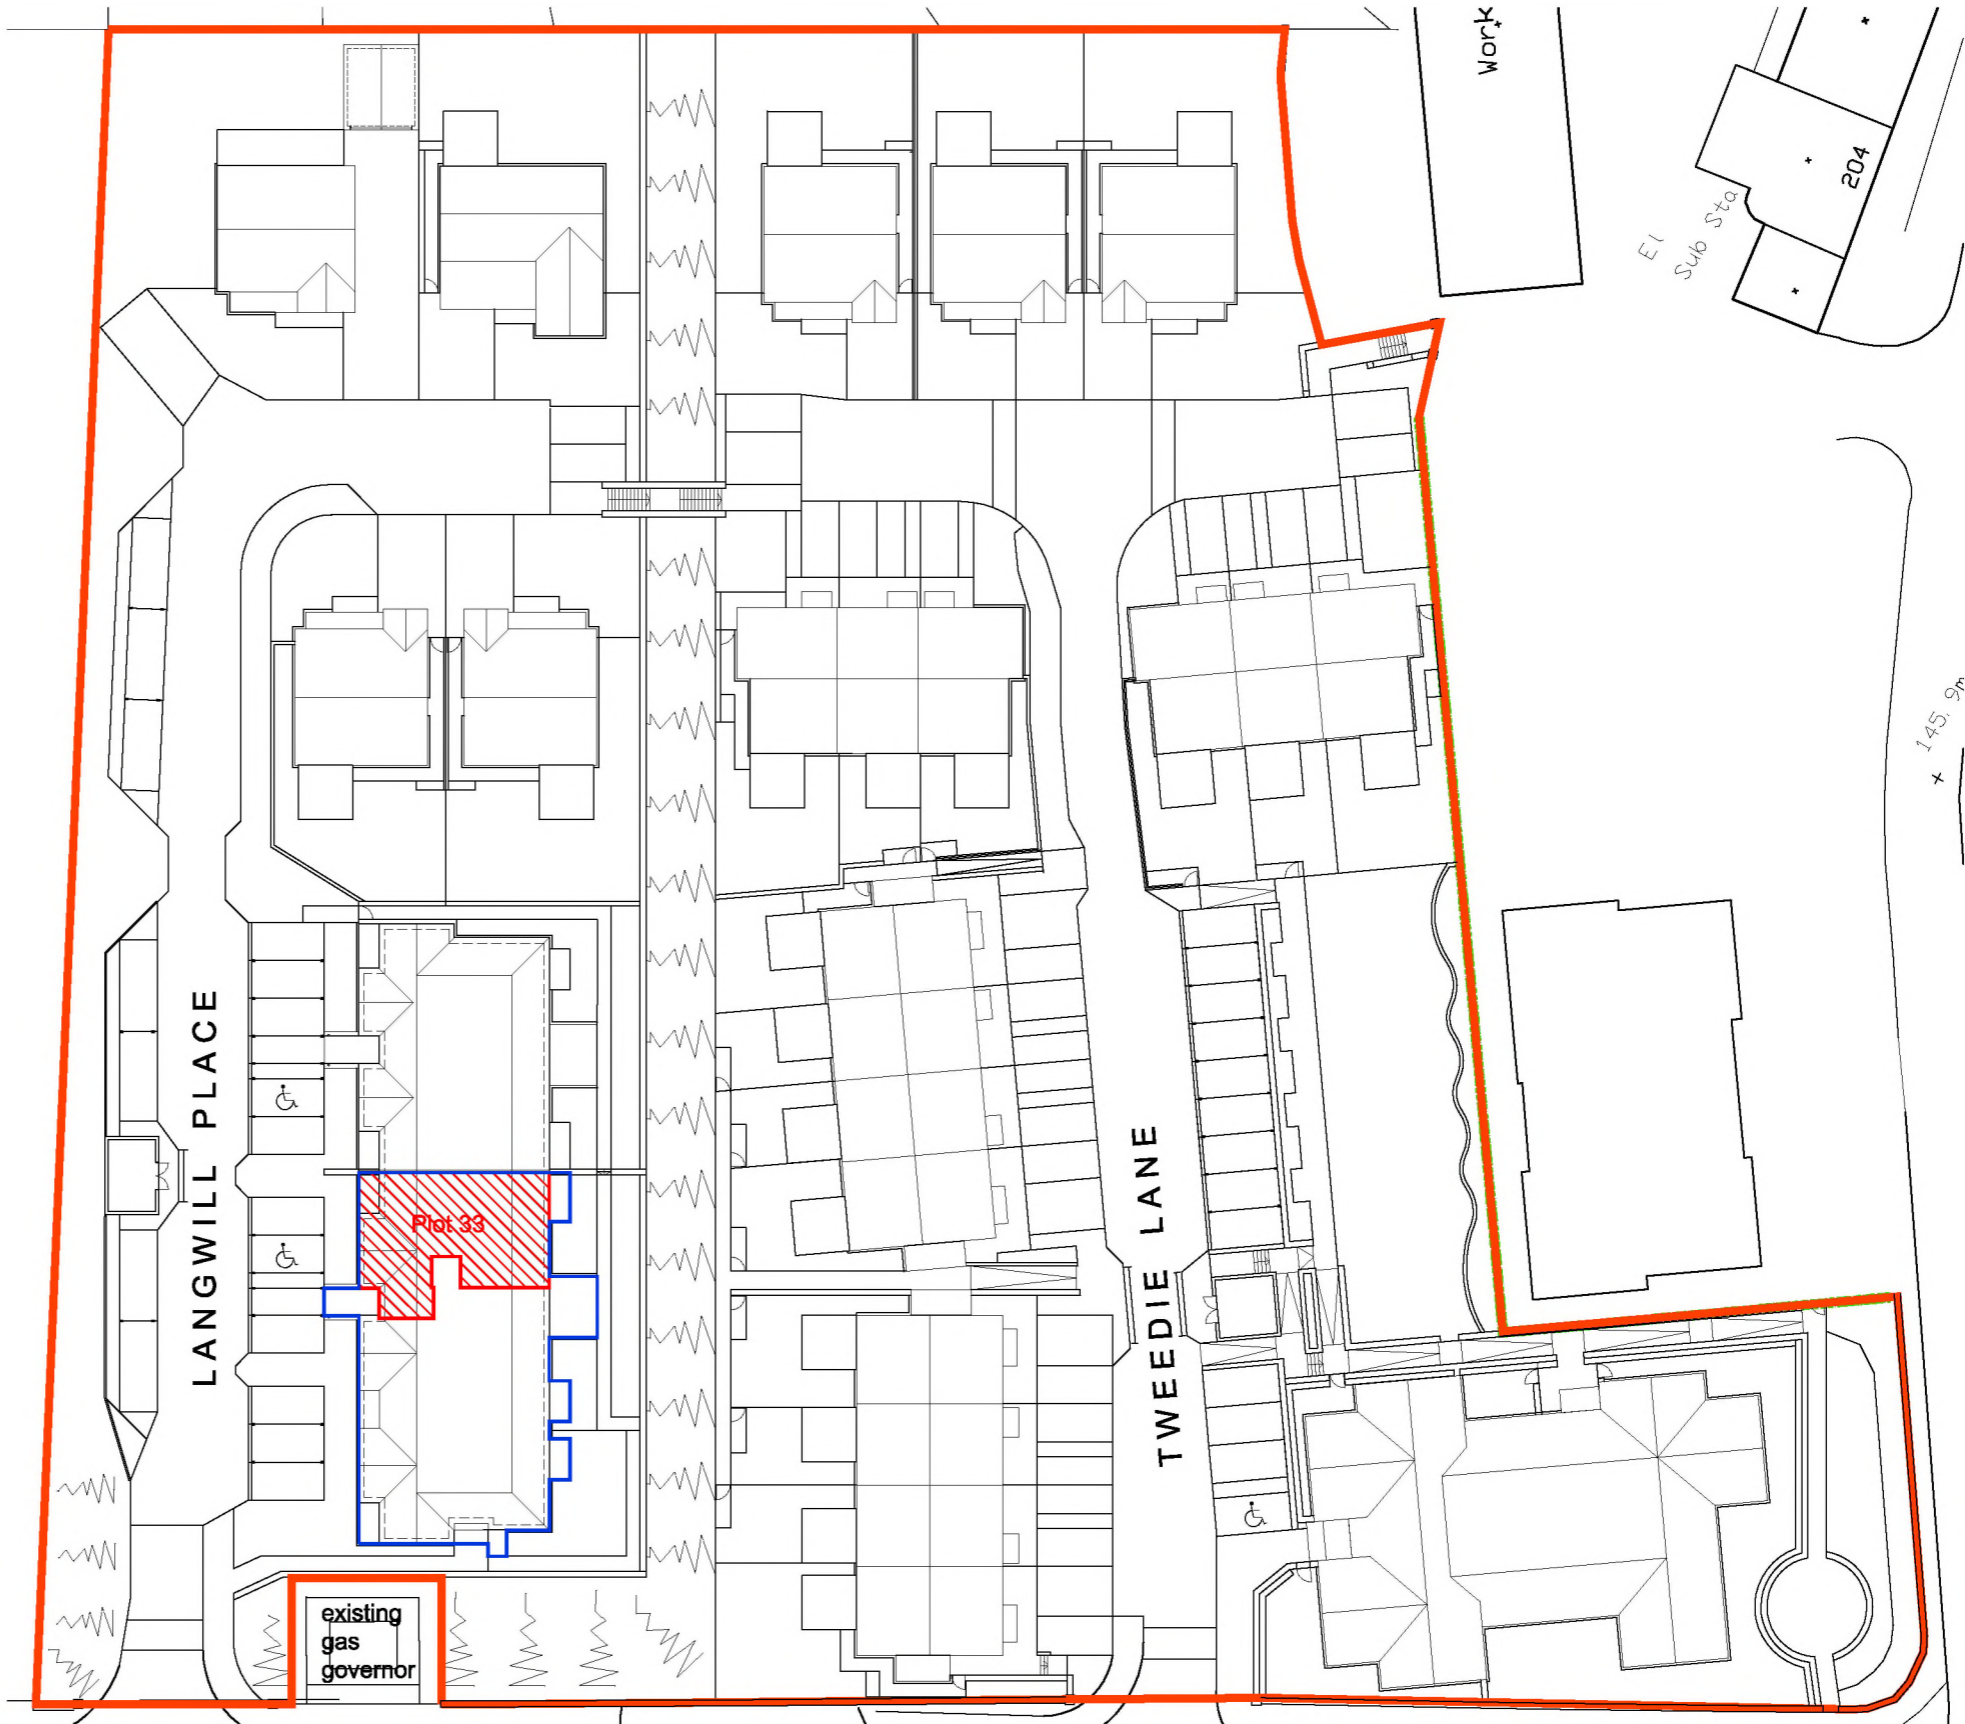 Work
204
El
Sub Sta
145.9m
LANGWILL PLACE
Plot 33
TWEEDIE LANE
existing
gas
governor